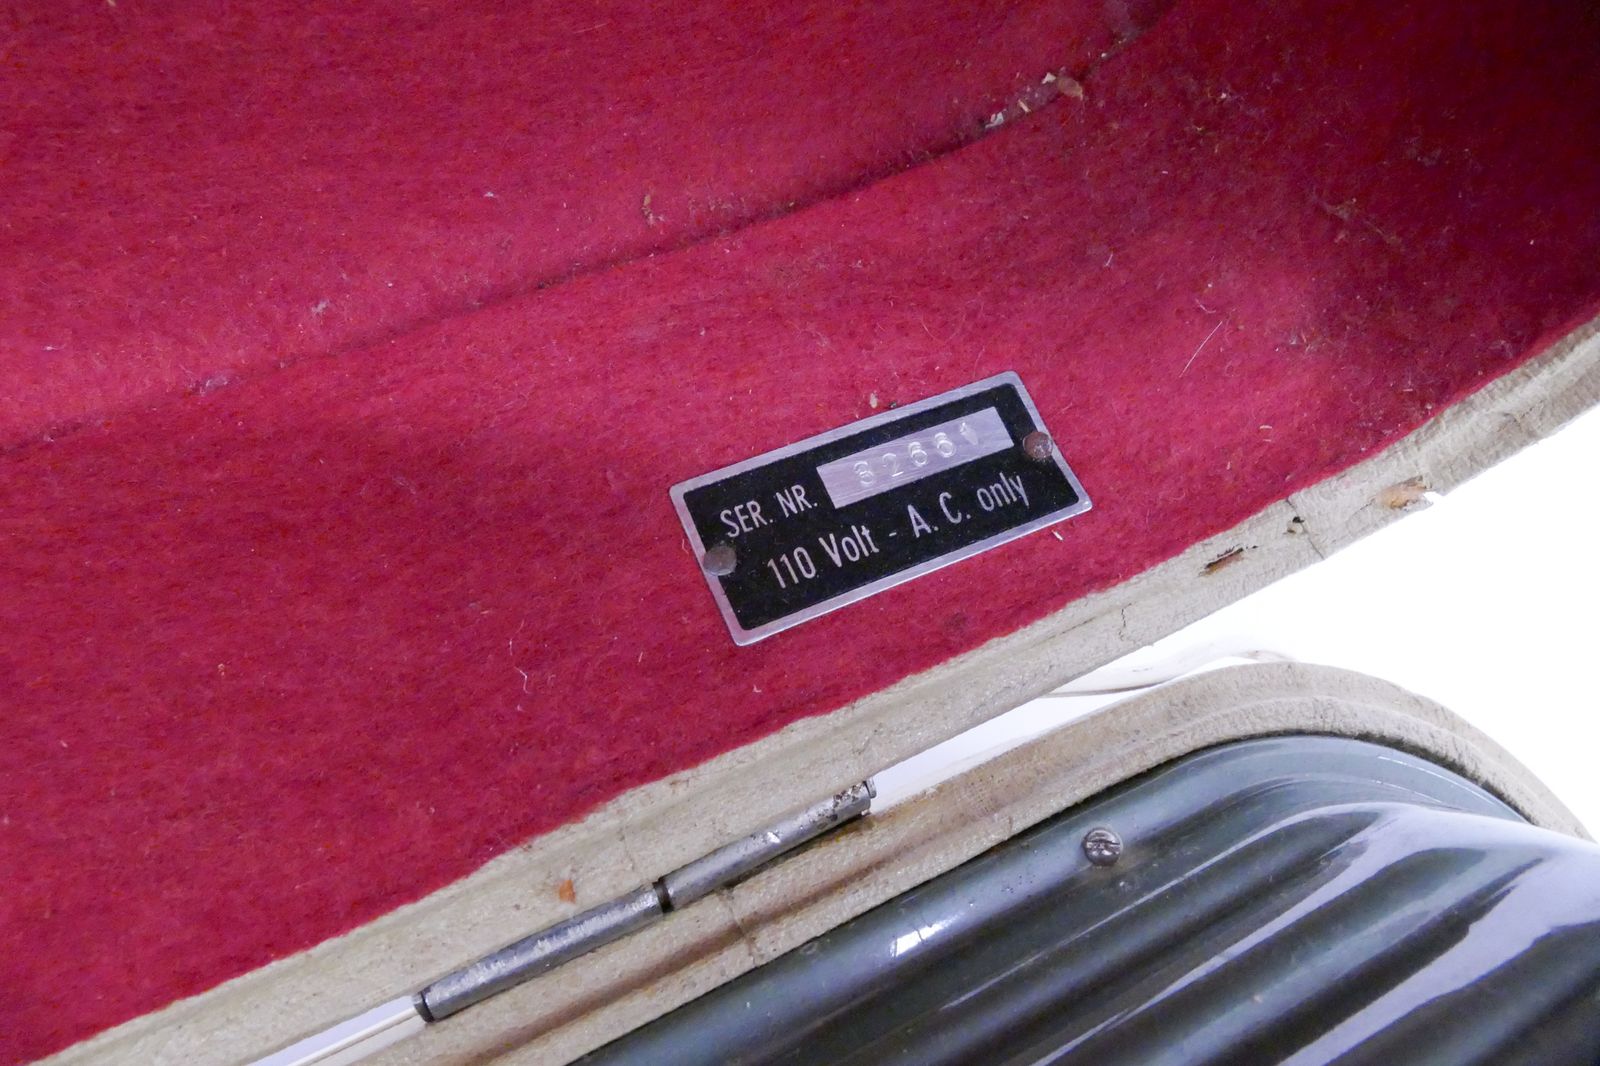 SER. NR. 82661
110 Volt - A. C. only